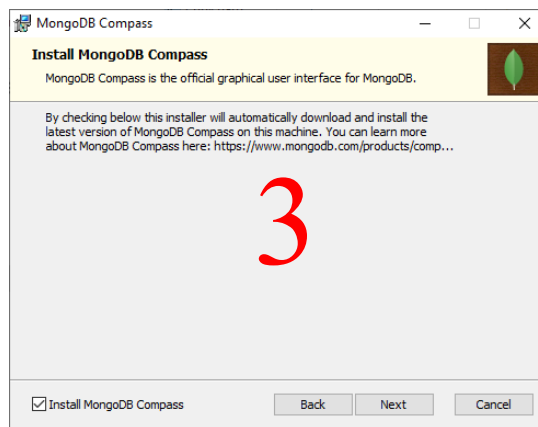 MongoDB Compass
Install MongoDB Compass
MongoDB Compass is the official graphical user interface for MongoDB.
By checking below this installer will automatically download and install the
latest version of MongoDB Compass on this machine. You can learn more
about MongoDB Compass here: https://www.mongodb.com/products/comp...
3
Install MongoDB Compass Back Next Cancel